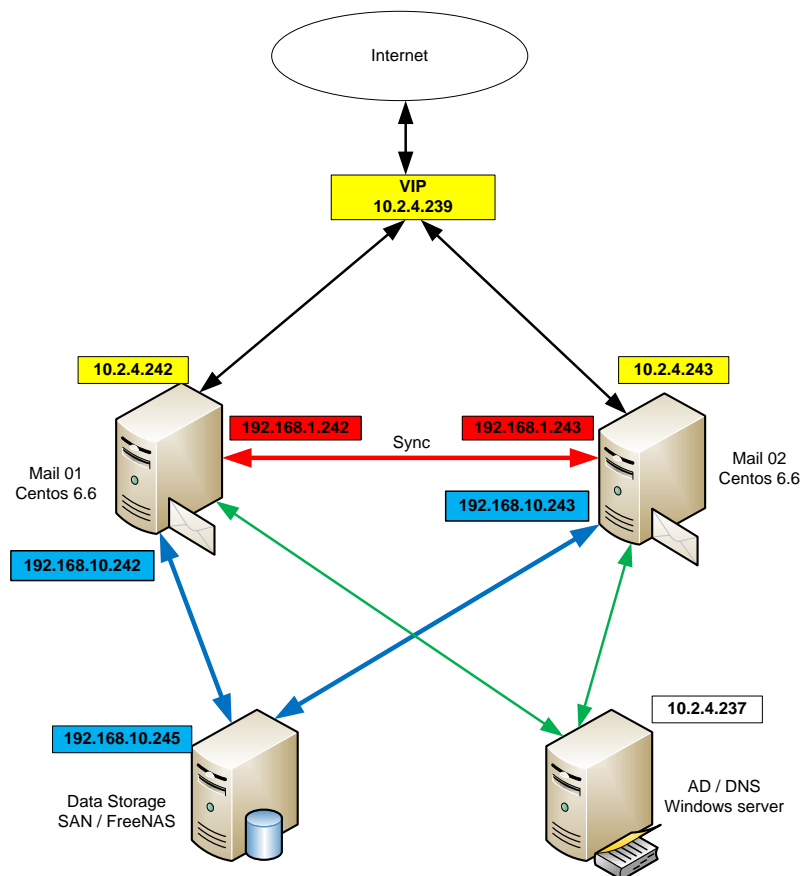 Internet
VIP
10.2.4.239
10.2.4.242
10.2.4.243
192.168.1.242
192.168.1.243
Sync
Mail 01
Centos 6.6
Mail 02
Centos 6.6
192.168.10.243
192.168.10.242
10.2.4.237
192.168.10.245
Data Storage
SAN / FreeNAS
AD / DNS
Windows server